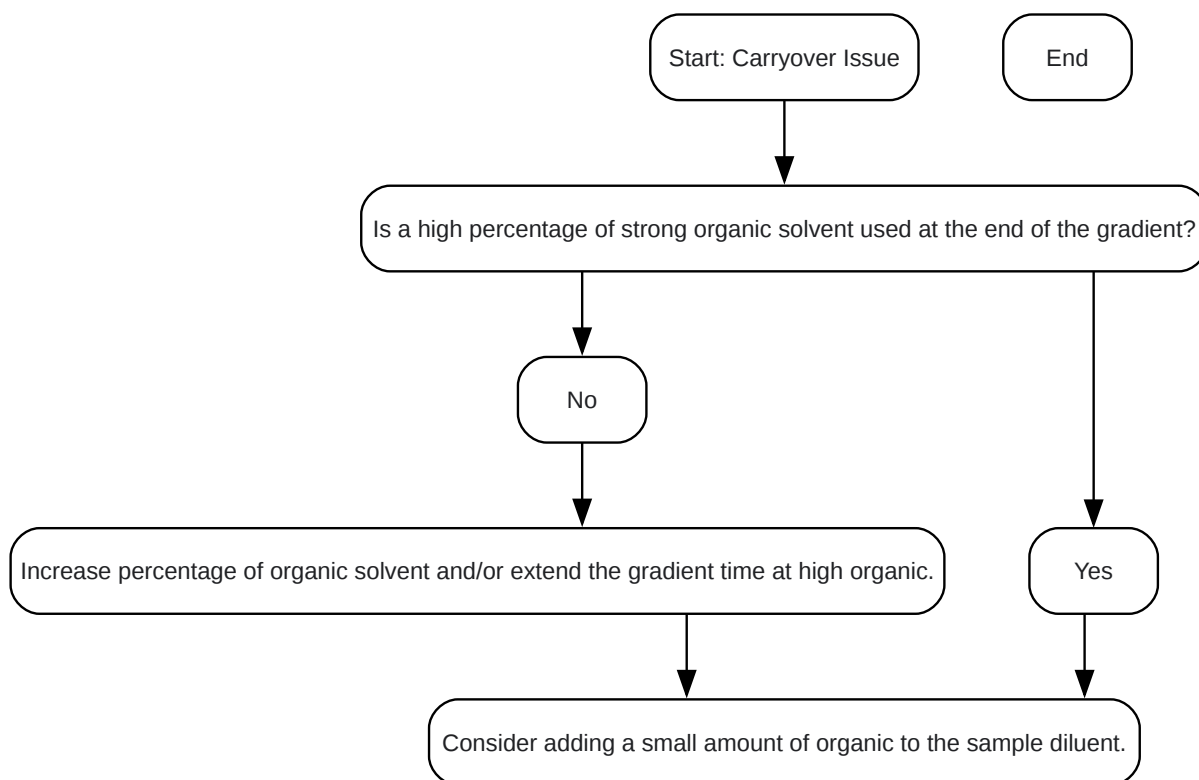 Start: Carryover Issue
End
Is a high percentage of strong organic solvent used at the end of the gradient?
No
Increase percentage of organic solvent and/or extend the gradient time at high organic.
Yes
Consider adding a small amount of organic to the sample diluent.